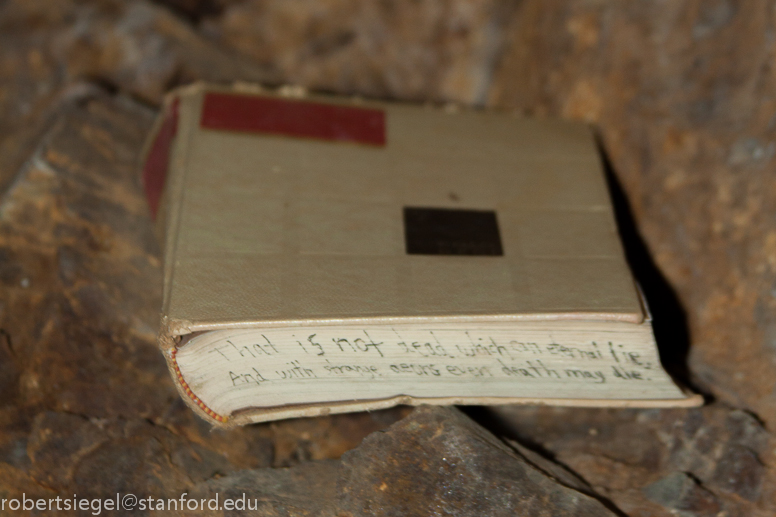 That is not dead which can eternal lie.
And with strange aeons even death may die.
robertsiegel@stanford.edu